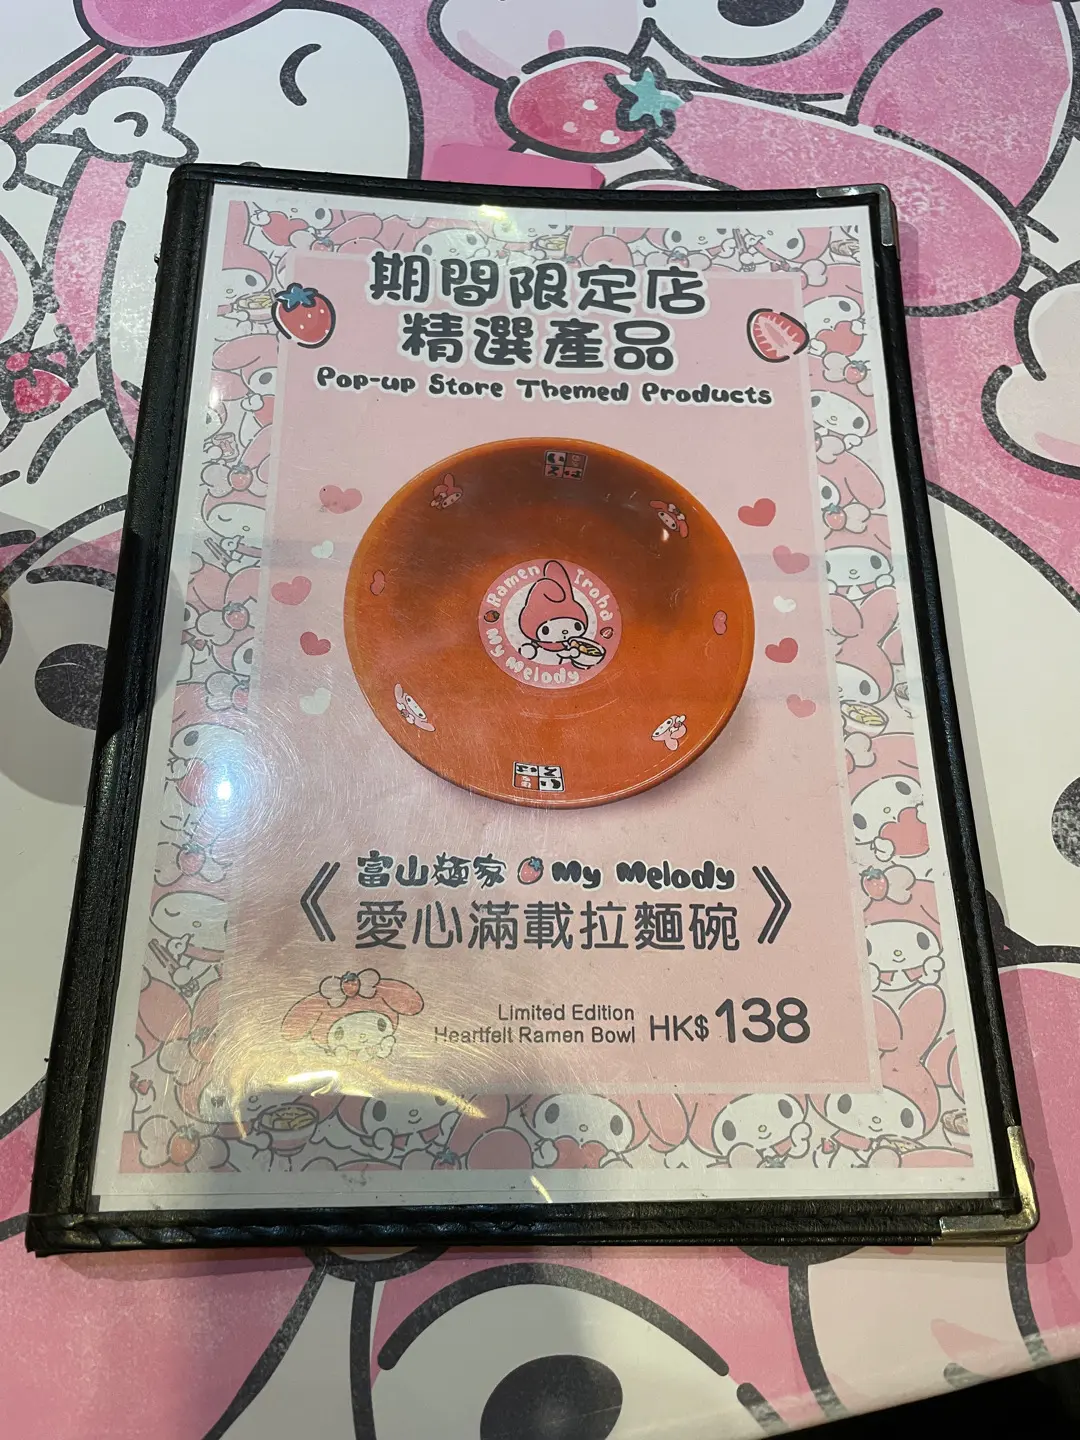 期間限定店
精選產品
Pop-up Store Themed Products
Ramen Iroha
My Melody
富山麵家 My Melody
《愛心滿載拉麵碗》
Limited Edition
Heartfelt Ramen Bowl HK$138